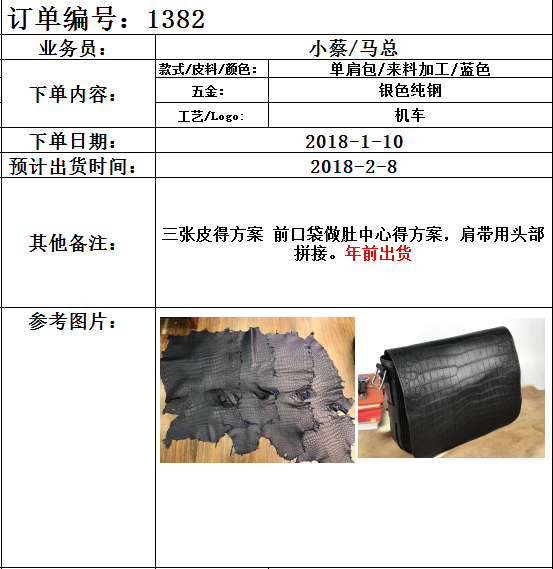 订单编号：1382
业务员： 小蔡/马总
下单内容：
款式/皮料/颜色： 单肩包/来料加工/蓝色
五金： 银色纯钢
工艺/Logo: 机车
下单日期： 2018-1-10
预计出货时间： 2018-2-8
其他备注：
三张皮得方案 前口袋做肚中心得方案，肩带用头部
拼接。年前出货
参考图片：